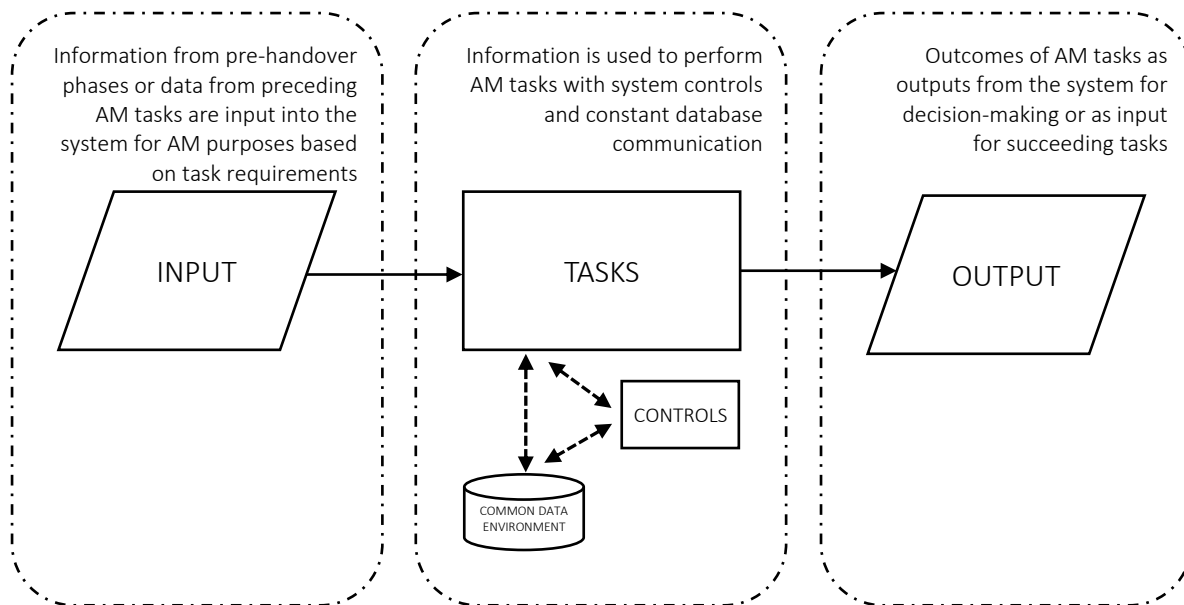 Information from pre-handover
phases or data from preceding
AM tasks are input into the
system for AM purposes based
on task requirements
INPUT
Information is used to perform
AM tasks with system controls
and constant database
communication
TASKS
CONTROLS
COMMON DATA
ENVIRONMENT
Outcomes of AM tasks as
outputs from the system for
decision-making or as input
for succeeding tasks
OUTPUT